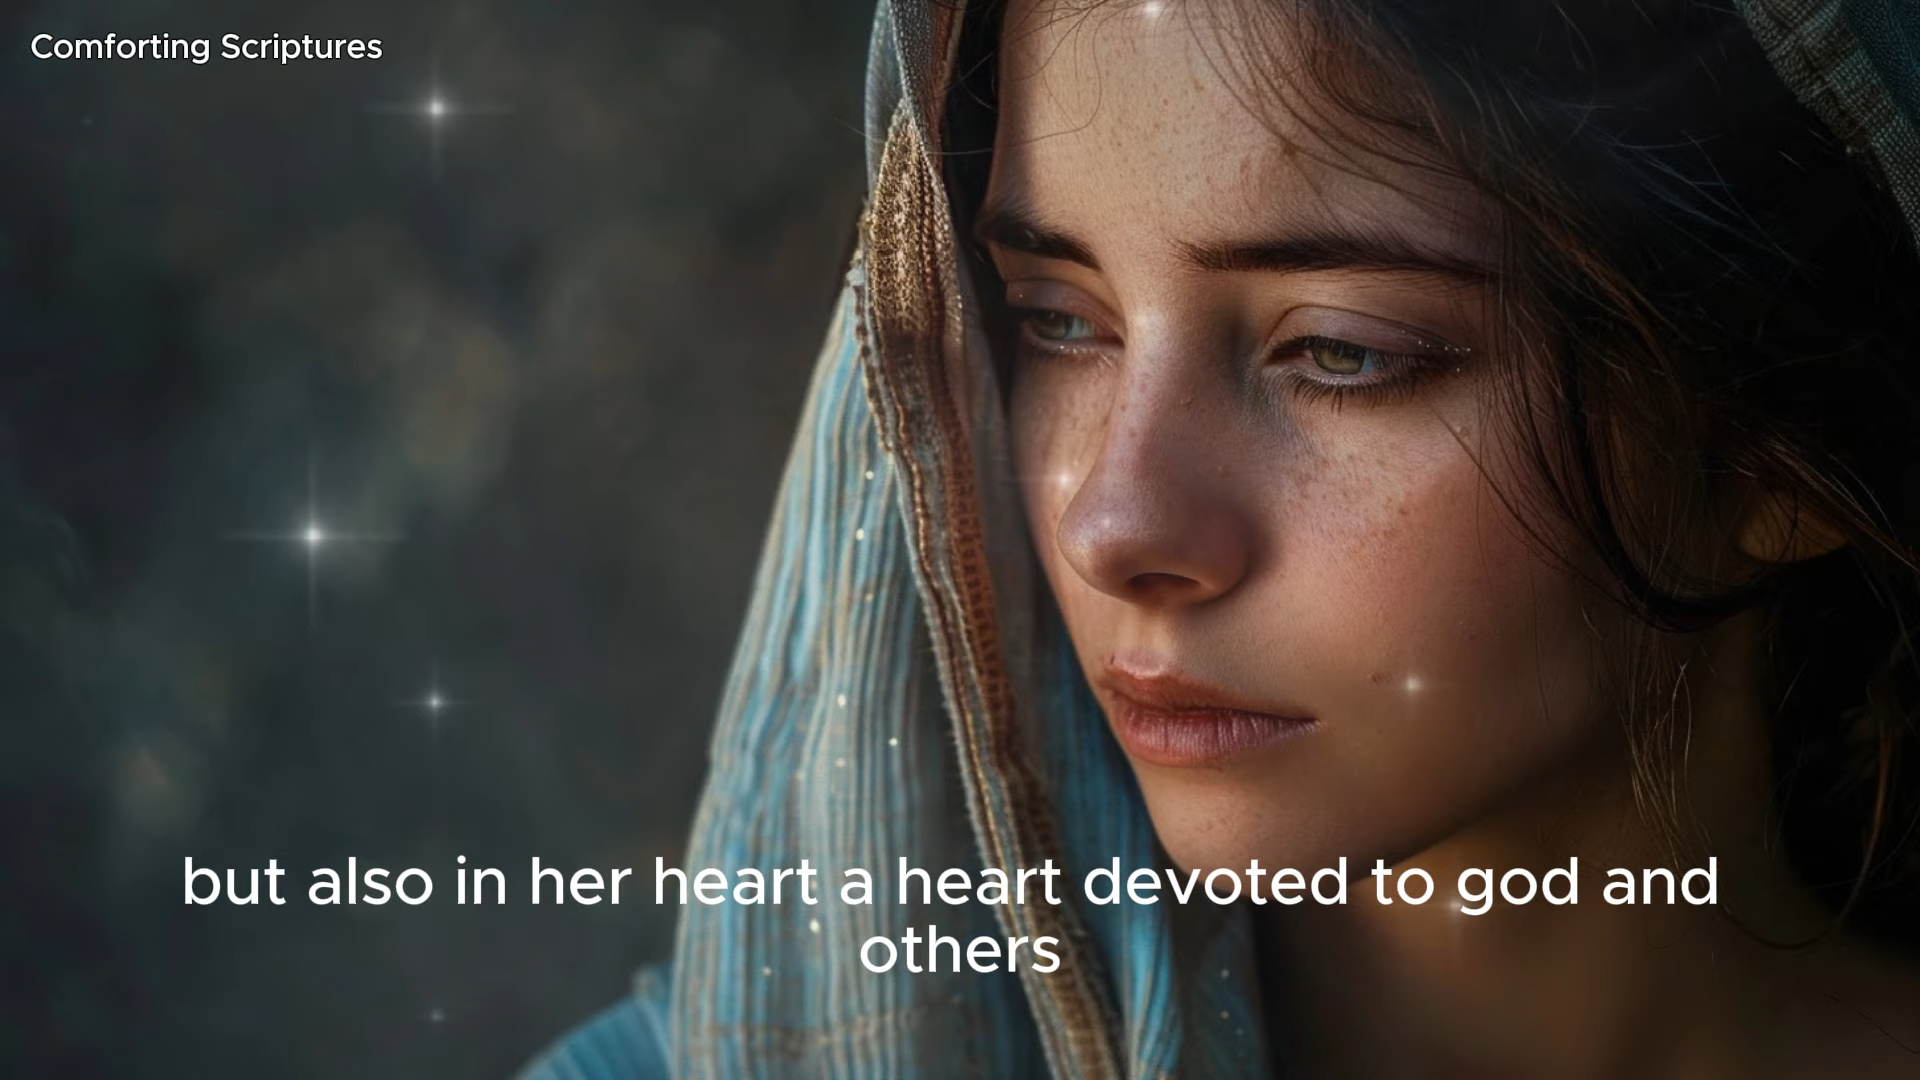 Comforting Scriptures
but also in her heart a heart devoted to god and
others